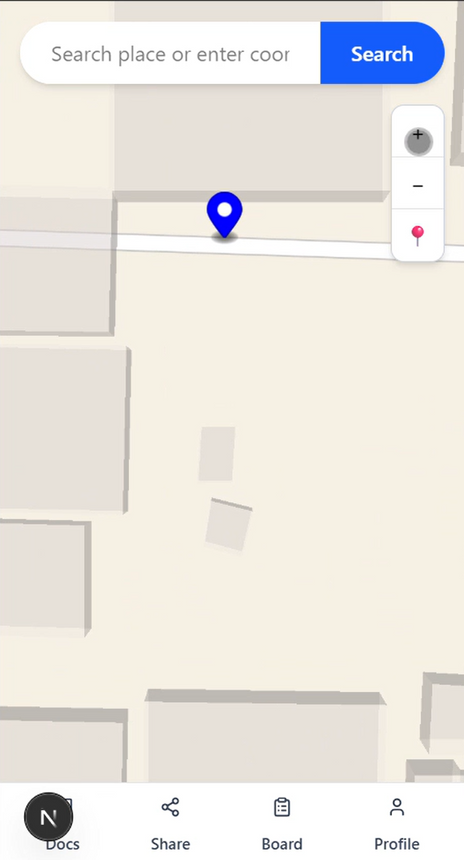 Search place or enter coor
Search
+
−
N
Docs
Share
Board
Profile